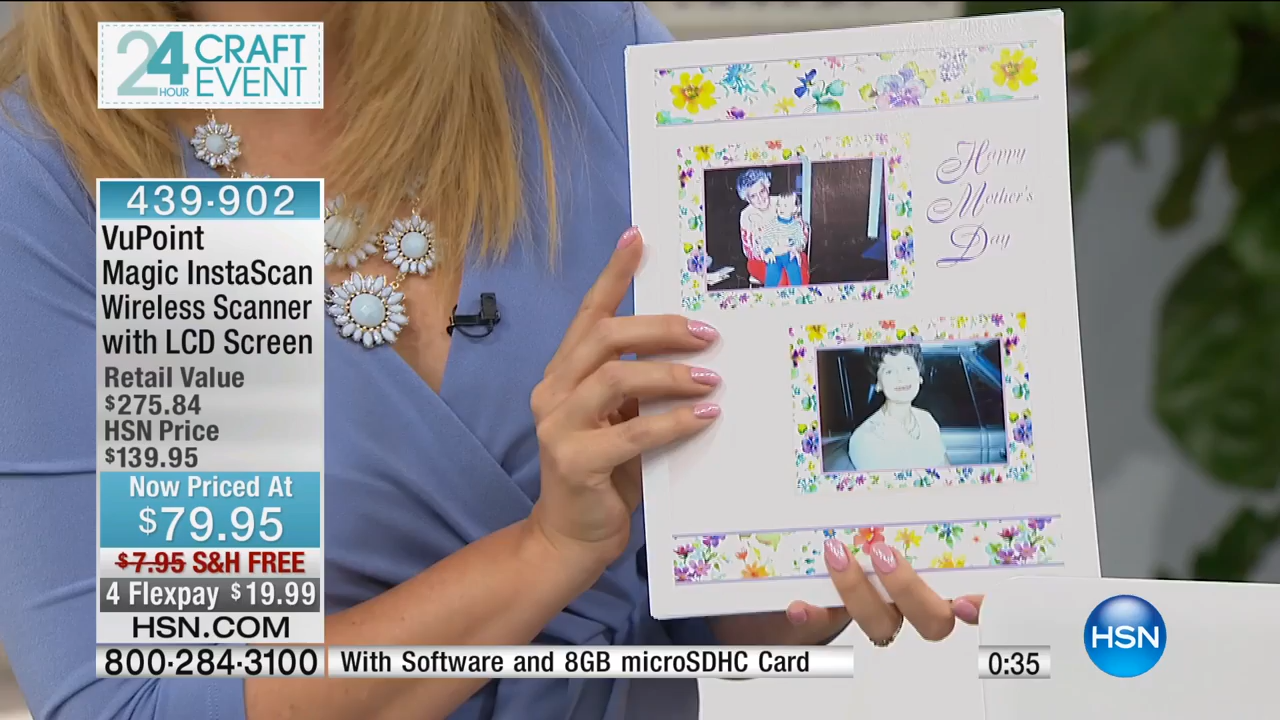 24
HOUR
CRAFT
EVENT
439·902
VuPoint
Magic InstaScan
Wireless Scanner
with LCD Screen
Retail Value
$275.84
HSN Price
$139.95
Now Priced At
$79.95
$7.95 S&H FREE
4 Flexpay $19.99
HSN.COM
800·284·3100
With Software and 8GB microSDHC Card
0:35
HSN
Happy
Mother's
Day